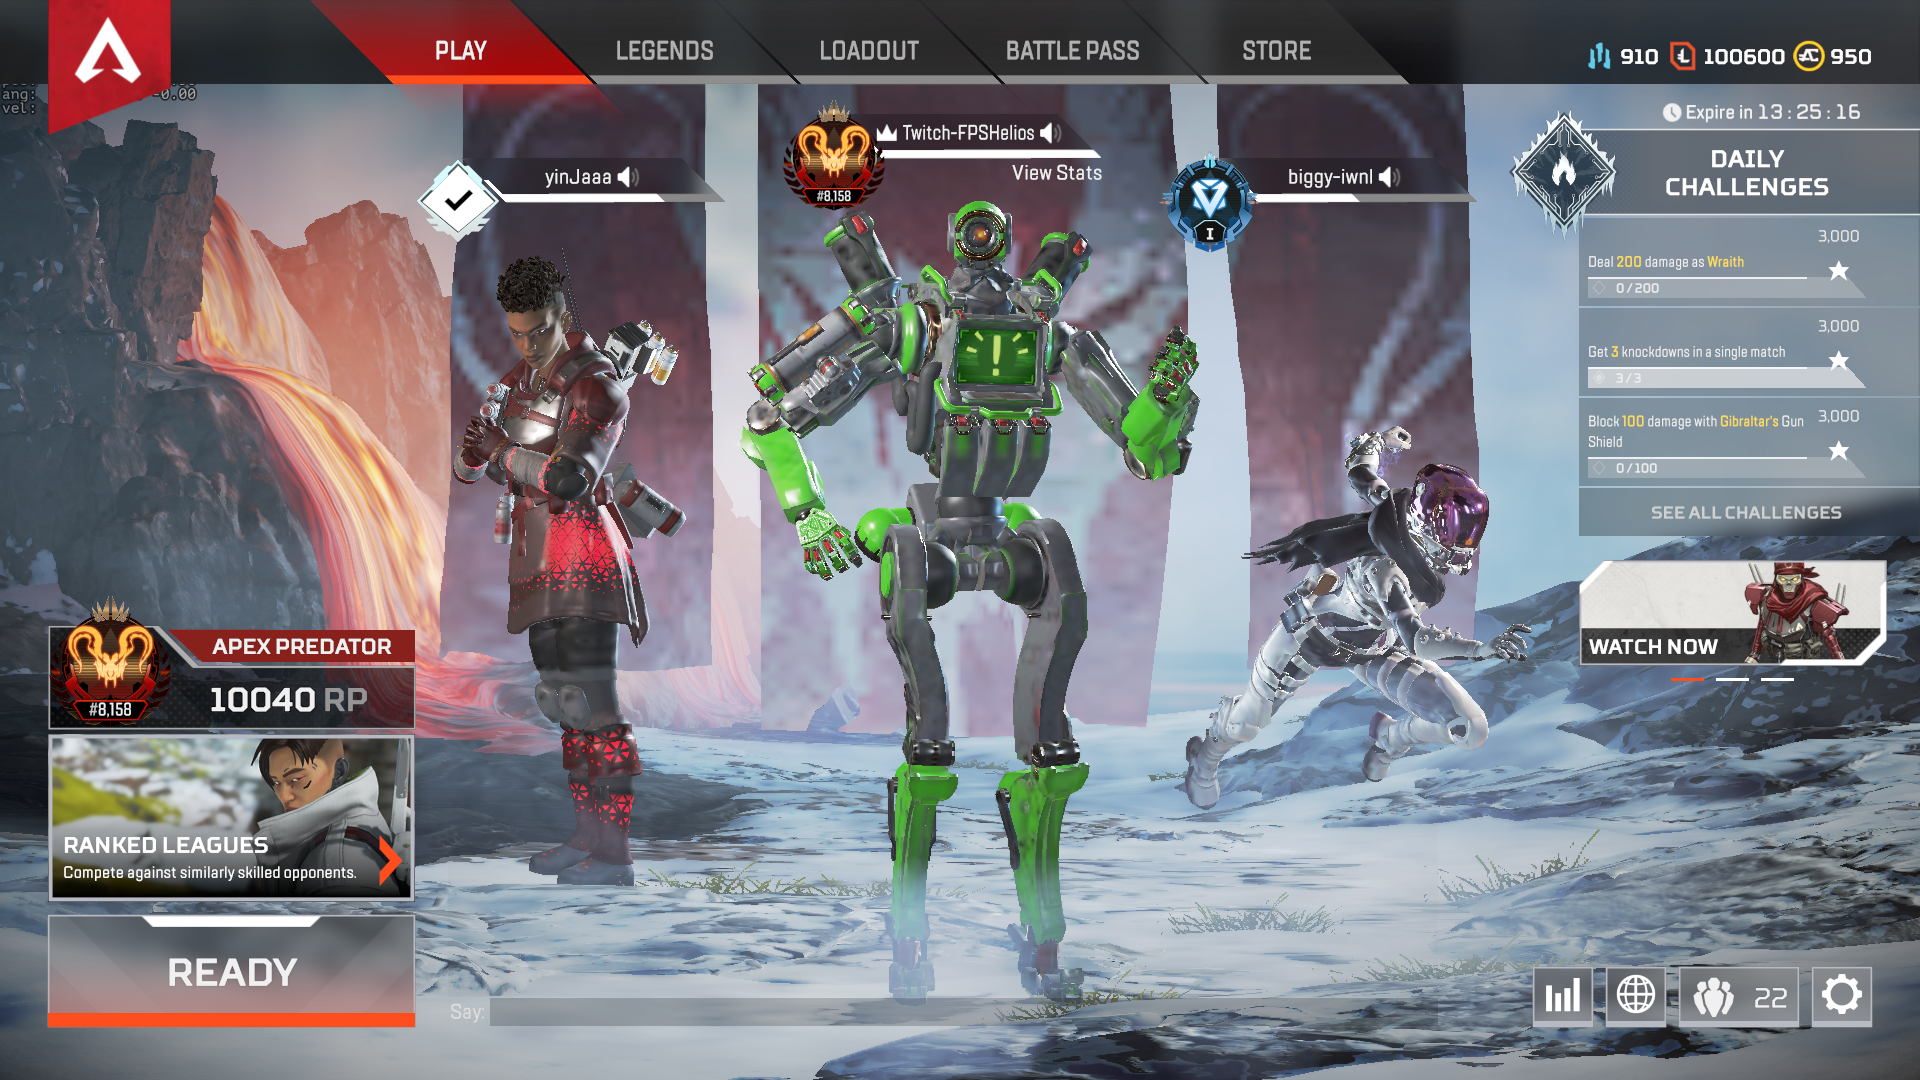 PLAY
LEGENDS
LOADOUT
BATTLE PASS
STORE
910
100600
950
ang:
-0.00
vel:
Expire in 13 : 25 : 16
DAILY
CHALLENGES
3,000
Deal 200 damage as Wraith
0/200
3,000
Get 3 knockdowns in a single match
3/3
3,000
Block 100 damage with Gibraltar's Gun
Shield
0/100
SEE ALL CHALLENGES
WATCH NOW
yinJaaa
Twitch-FPSHelios
View Stats
#8,158
biggy-iwnl
I
APEX PREDATOR
10040 RP
#8,158
RANKED LEAGUES
Compete against similarly skilled opponents.
READY
Say:
22